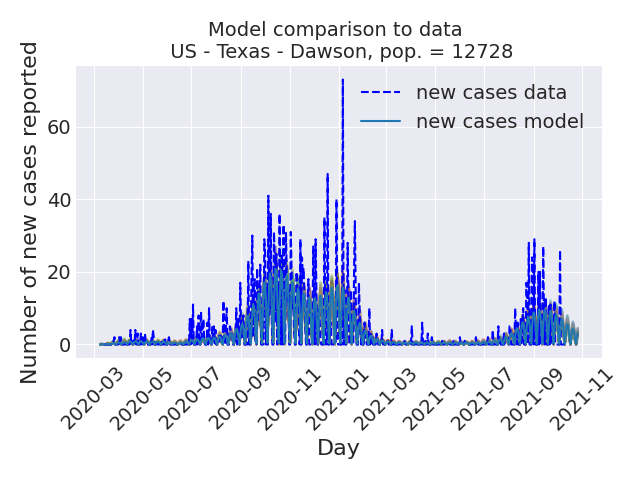 Model comparison to data
US - Texas - Dawson, pop. = 12728
new cases data
new cases model
Number of new cases reported
60
40
20
0
2020-03
2020-05
2020-07
2020-09
2020-11
2021-01
2021-03
2021-05
2021-07
2021-09
2021-11
Day